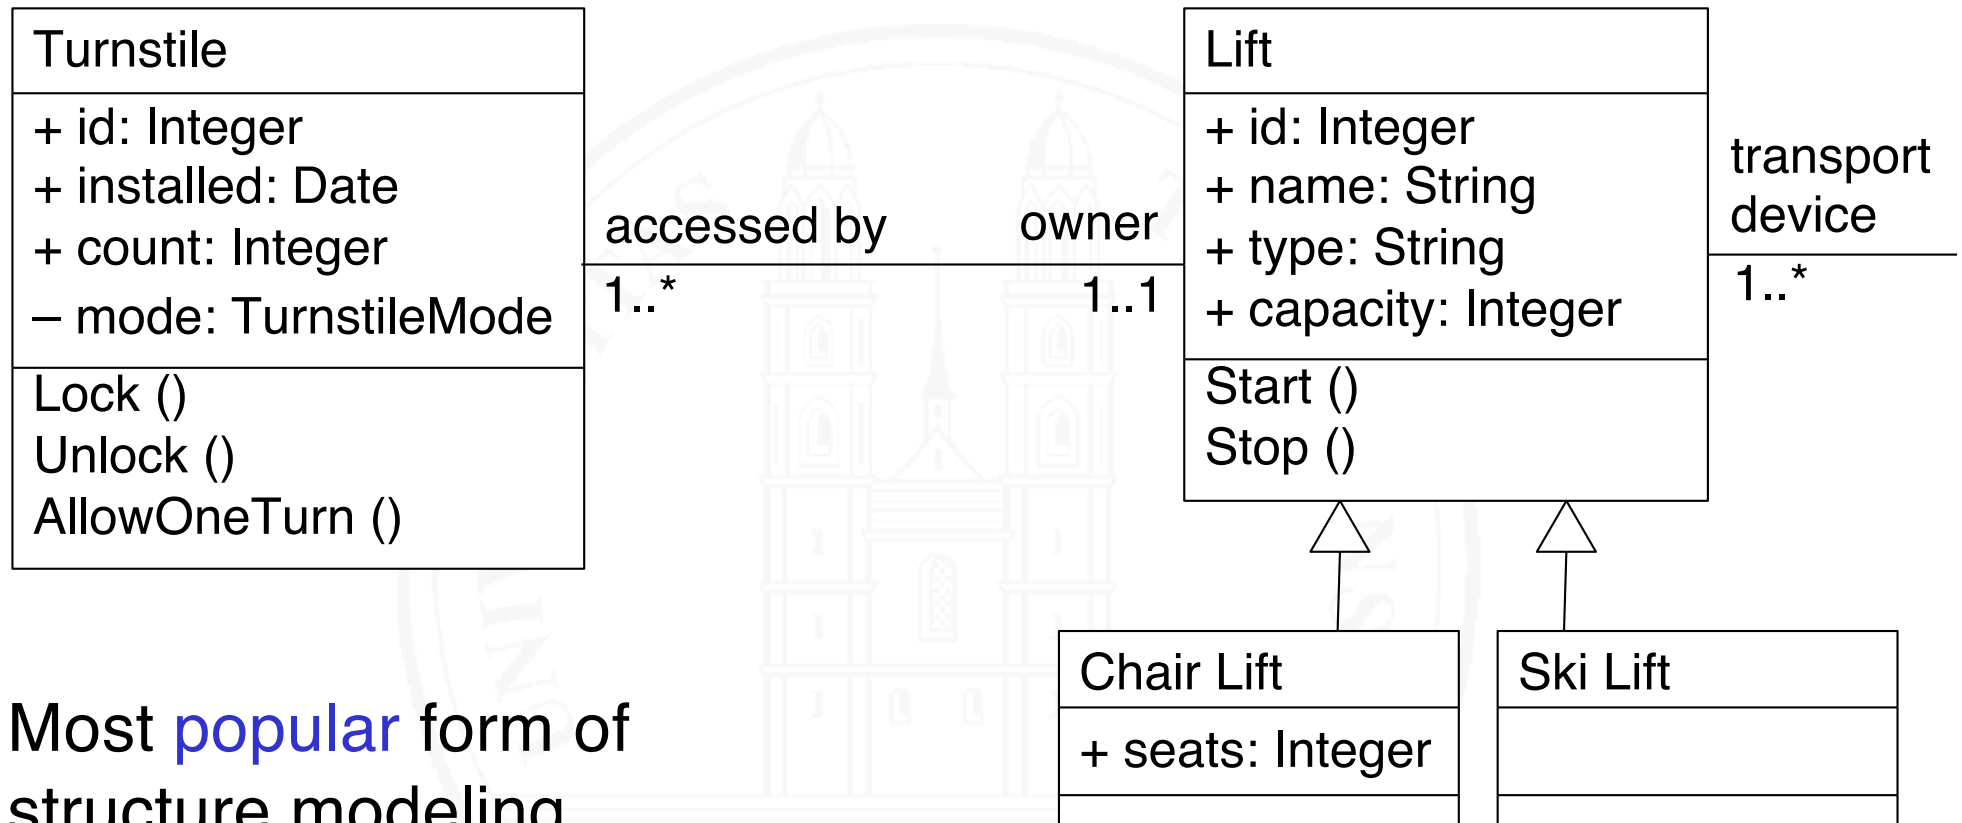 Turnstile
+ id: Integer
+ installed: Date
+ count: Integer
– mode: TurnstileMode
Lock ()
Unlock ()
AllowOneTurn ()
accessed by
1..*
owner
1..1
Lift
+ id: Integer
+ name: String
+ type: String
+ capacity: Integer
Start ()
Stop ()
transport
device
1..*
Chair Lift
+ seats: Integer
Ski Lift
Most popular form of
structure modeling